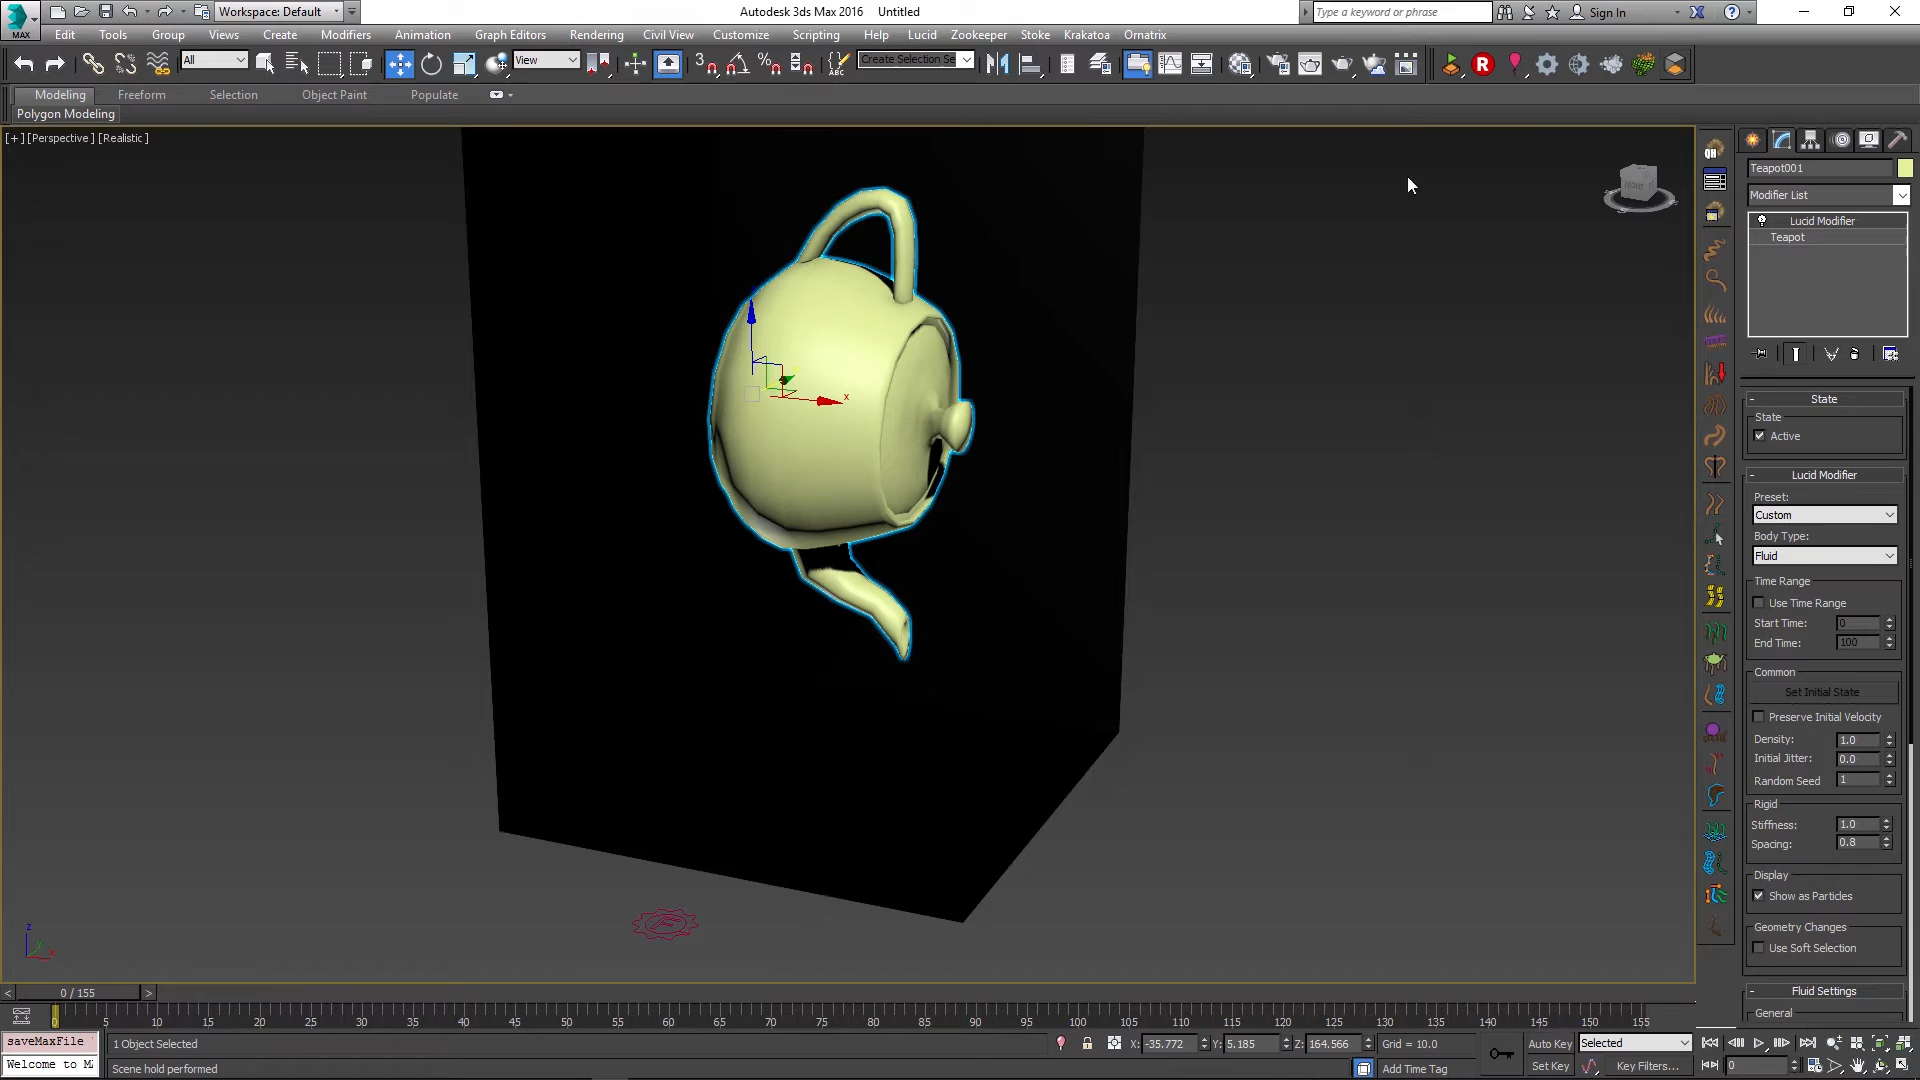 Workspace: Default
Autodesk 3ds Max 2016 Untitled
Type a keyword or phrase
Sign In
MAX
Edit Tools Group Views Create Modifiers Animation Graph Editors Rendering Civil View Customize Scripting Help Lucid Zookeeper Stoke Krakatoa Ornatrix
All
View
3
ABC
Create Selection Se
R
Modeling Freeform Selection Object Paint Populate
Polygon Modeling
[+] [Perspective ] [Realistic ]
FRONT
QH
Teapot001
Modifier List
Lucid Modifier
Teapot
State
State
Active
Lucid Modifier
Preset:
Custom
Body Type:
Fluid
Time Range
Use Time Range
Start Time: 0
End Time: 100
Common
Set Initial State
Preserve Initial Velocity
Density: 1.0
Initial Jitter: 0.0
Random Seed 1
Rigid
Stiffness: 1.0
Spacing: 0.8
Display
Show as Particles
Geometry Changes
Use Soft Selection
Fluid Settings
General
x
F
z
x
0 / 155
0 5 10 15 20 25 30 35 40 45 50 55 60 65 70 75 80 85 90 95 100 105 110 115 120 125 130 135 140 145 150 155
saveMaxFile
1 Object Selected
X: -35.772 Y: 5.185 Z: 164.566 Grid = 10.0
Auto Key Selected
Welcome to M
Scene hold performed
Add Time Tag
Set Key Key Filters...
0